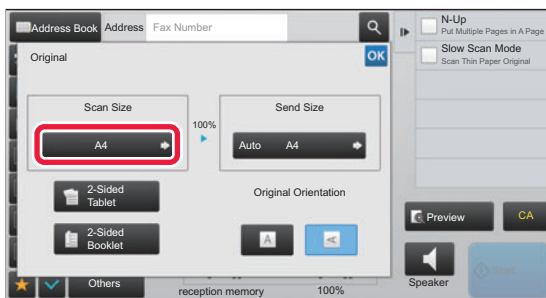 Address Book
Address
Fax Number
N-Up
Put Multiple Pages in A Page
Slow Scan Mode
Scan Thin Paper Original
Original
OK
Scan Size
Send Size
100%
A4
Auto A4
2-Sided
Tablet
Original Orientation
2-Sided
Booklet
A
A
Preview
CA
Others
reception memory
100%
Speaker
Start